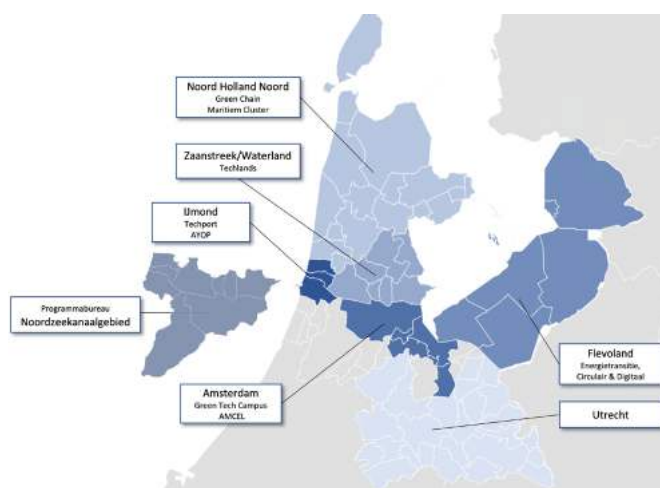 Noord Holland Noord
Green Chain
Maritiem Cluster
Zaanstreek/Waterland
Techlands
IJmond
Techport
AYOP
Programmabureau
Noordzeekanaalgebied
Amsterdam
Green Tech Campus
AMCEL
Flevoland
Energietransitie,
Circulair & Digitaal
Utrecht